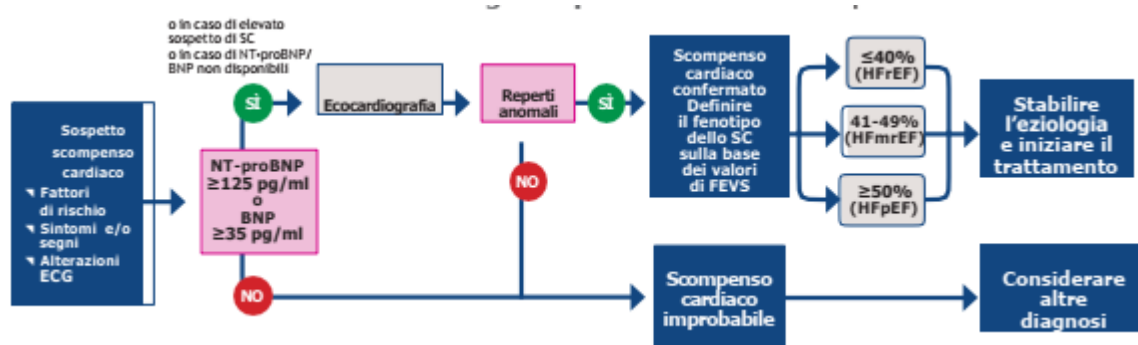 o in caso di elevato
sospetto di SC
o in caso di NT-proBNP/
BNP non disponibili
Sospetto
scompenso
cardiaco
Fattori
di rischio
Sintomi e/o
segni
Alterazioni
ECG
SÌ
NT-proBNP
≥125 pg/ml
o
BNP
≥35 pg/ml
NO
Ecocardiografia
Reperti
anomali
SÌ
NO
Scompenso
cardiaco
confermato
Definire
il fenotipo
dello SC
sulla base
dei valori
di FEVS
≤40%
(HFrEF)
41-49%
(HFmrEF)
≥50%
(HFpEF)
Stabilire
l'eziologia
e iniziare il
trattamento
Scompenso
cardiaco
improbabile
Considerare
altre
diagnosi